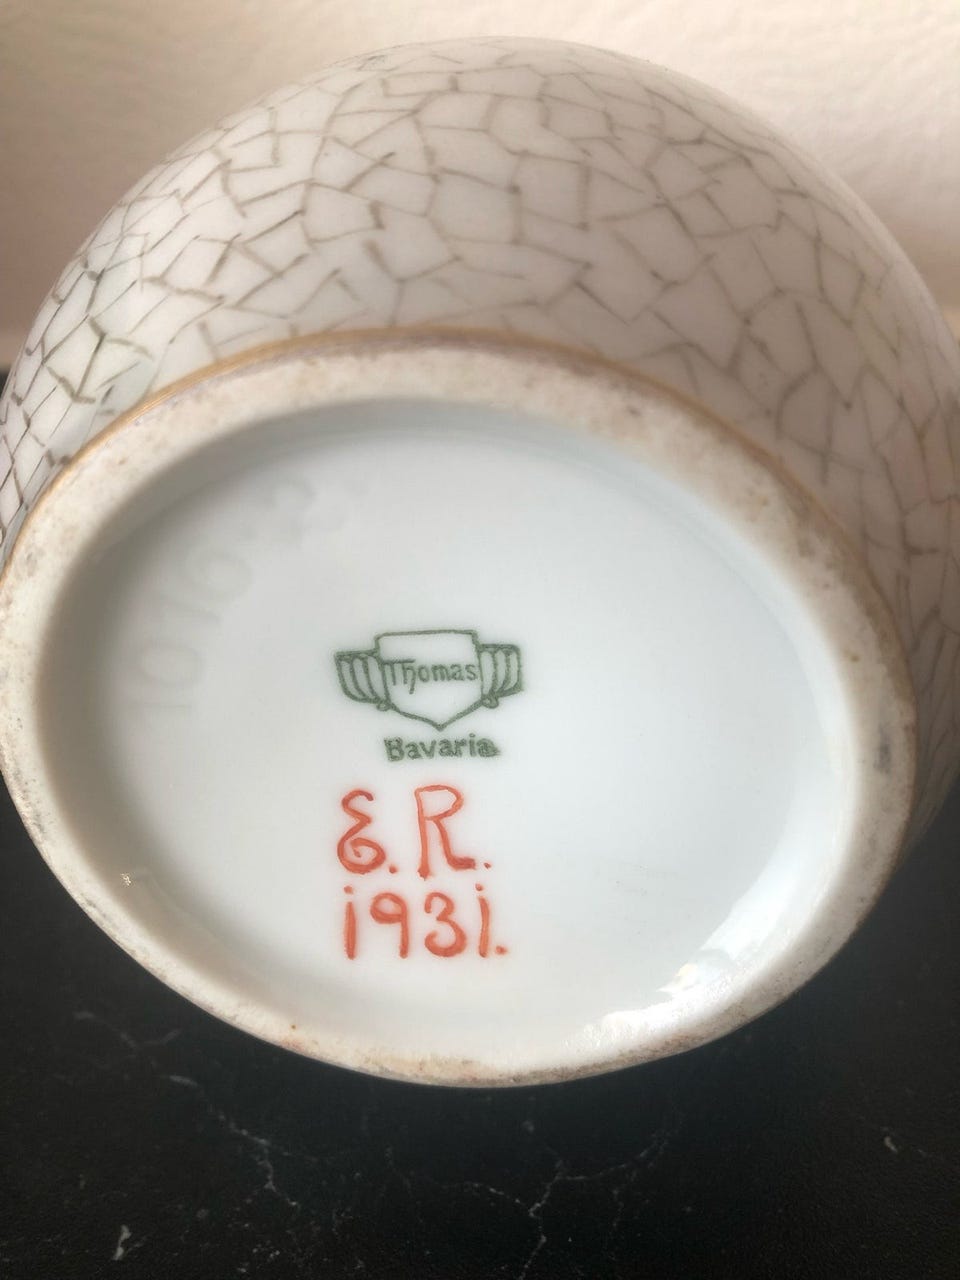 Thomas
Bavaria
E. R.
1931.